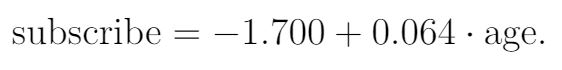 subscribe = −1.700 + 0.064 · age.